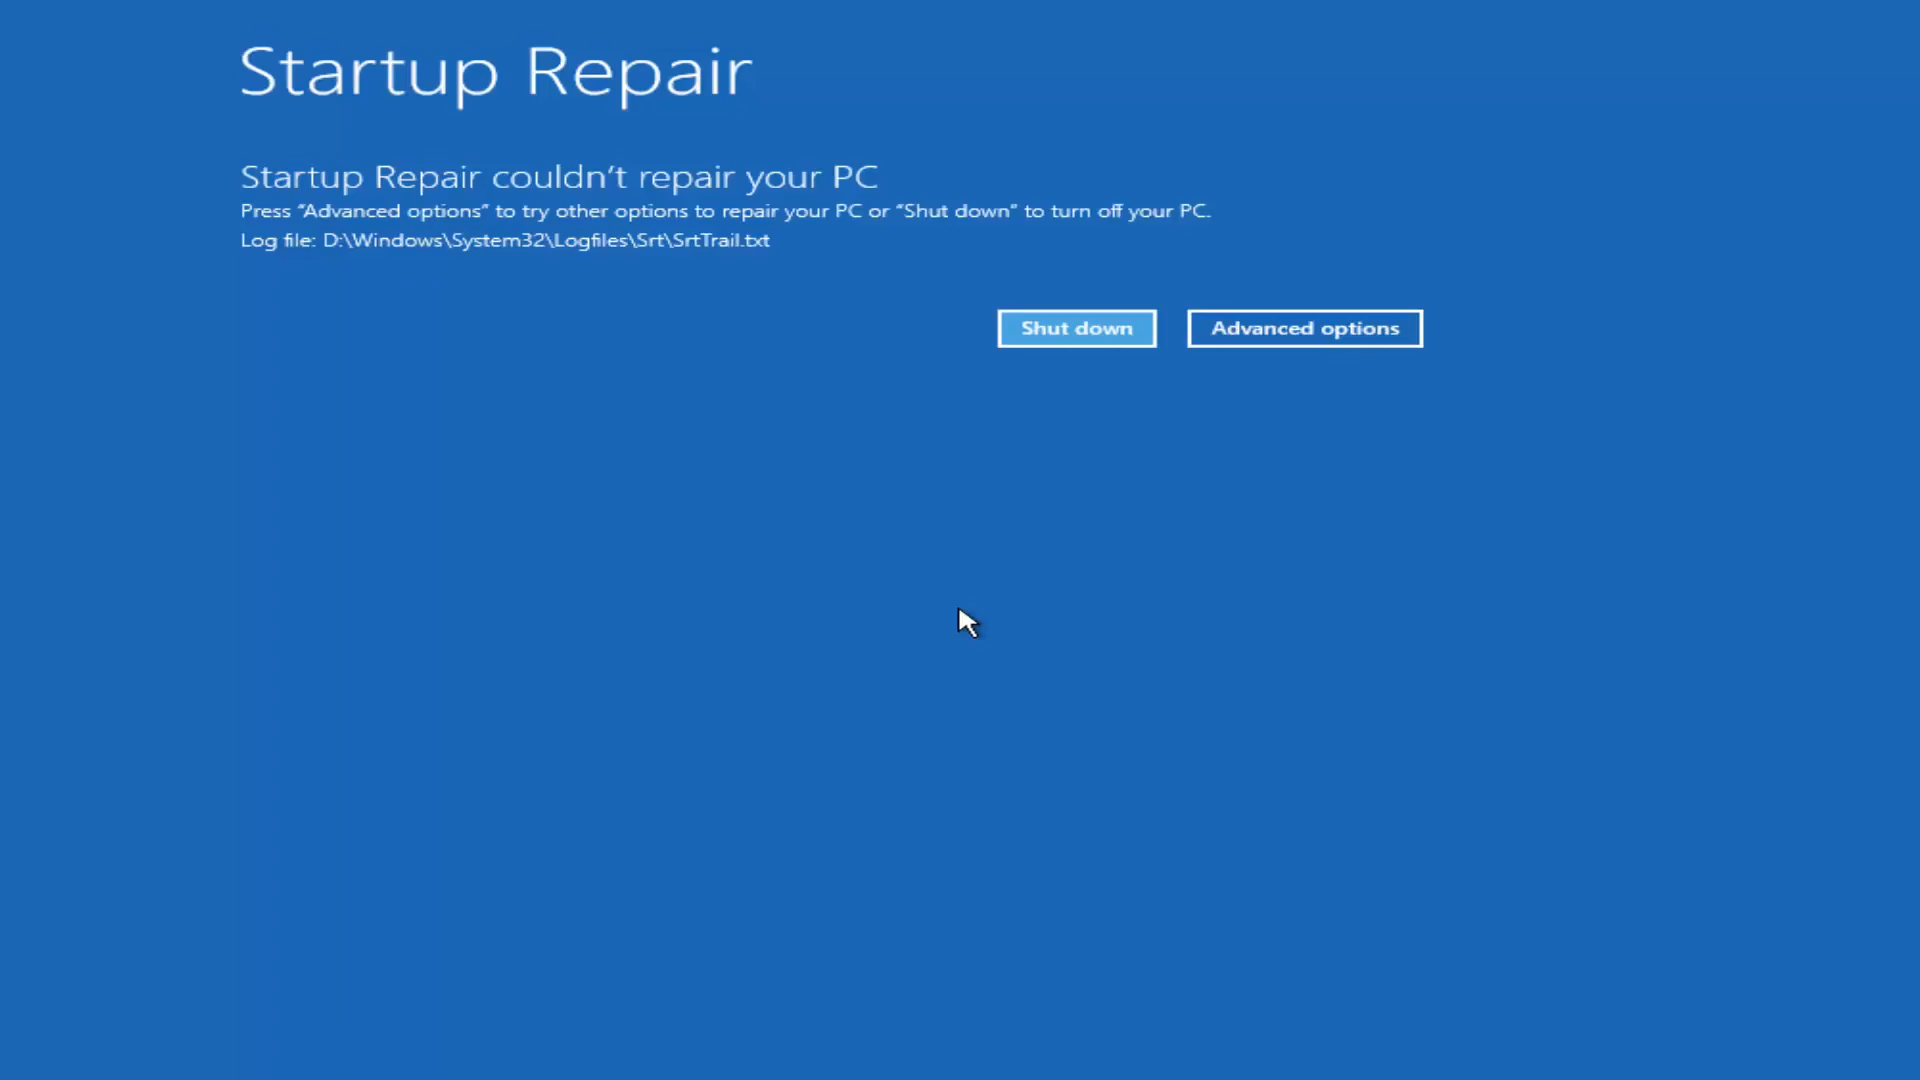 Startup Repair
Startup Repair couldn’t repair your PC
Press “Advanced options” to try other options to repair your PC or “Shut down” to turn off your PC.
Log file: D:\Windows\System32\Logfiles\Srt\SrtTrail.txt
Shut down
Advanced options